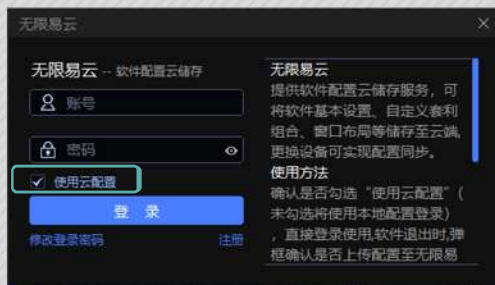 无限易云
无限易云 -- 软件配置云储存
账号
密码
使用云配置
登 录
修改登录密码
注册
无限易云
提供软件配置云储存服务，可
将软件基本设置、自定义套利
组合、窗口布局等储存至云端,
更换设备可实现配置同步。
使用方法
确认是否勾选“使用云配置”(
未勾选将使用本地配置登录)
，直接登录使用,软件退出时,弹
框确认是否上传配置至无限易